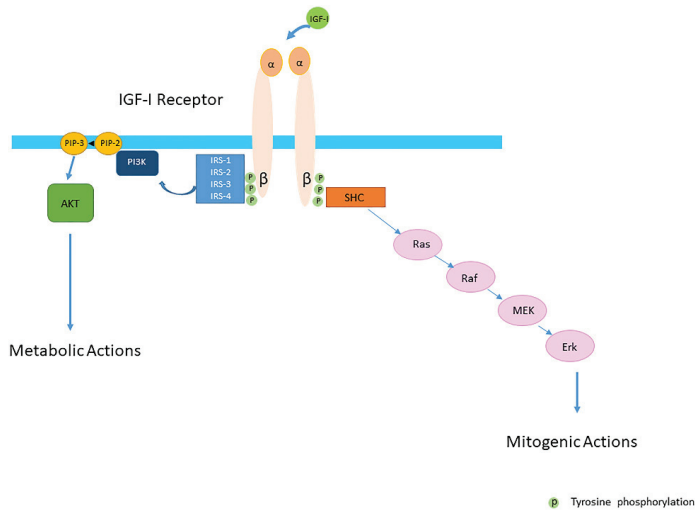 IGF-I
α α
IGF-I Receptor
PIP-3 PIP-2
PI3K
IRS-1
IRS-2
IRS-3
IRS-4
P
P
P
β
β
P
P
P
SHC
AKT
Ras
Raf
MEK
Erk
Metabolic Actions
Mitogenic Actions
p Tyrosine phosphorylation